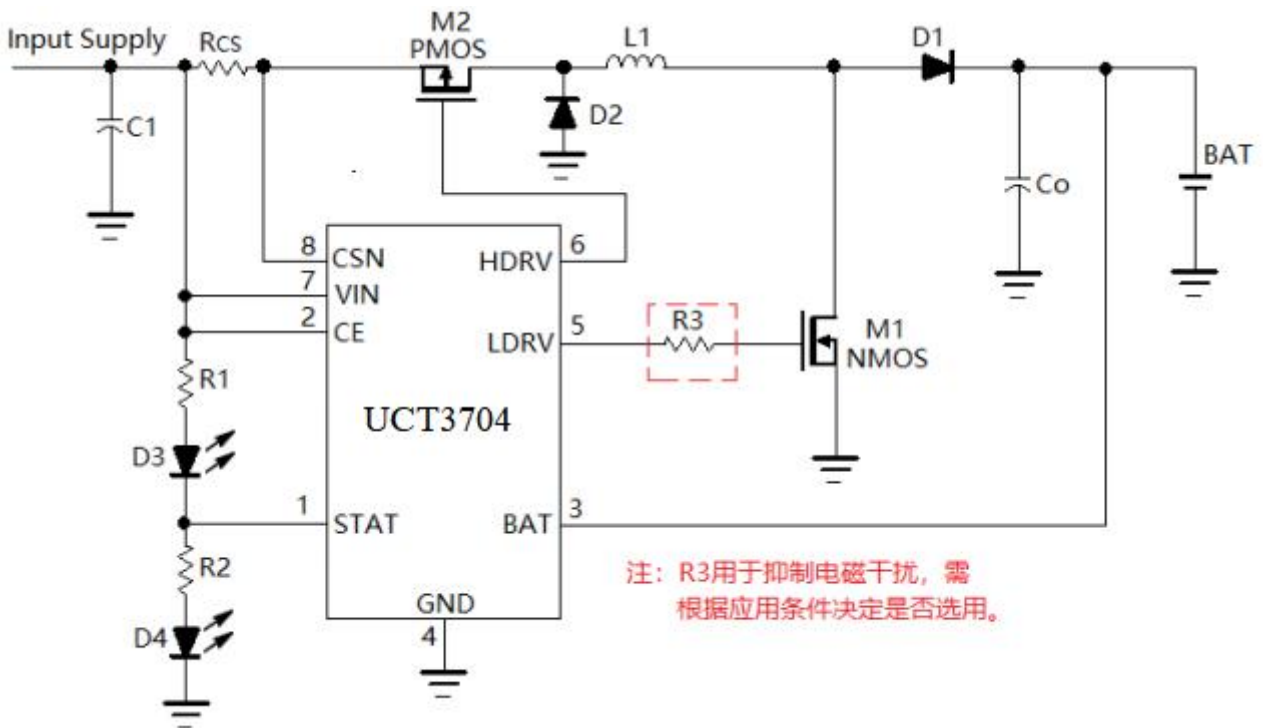 Input Supply
Rcs
M2
PMOS
L1
D1
C1
D2
Co
BAT
8
CSN
HDRV
6
7
VIN
2
CE
LDRV
5
R3
M1
NMOS
R1
UCT3704
D3
1
STAT
BAT
3
R2
注：R3用于抑制电磁干扰，需
根据应用条件决定是否选用。
GND
4
D4